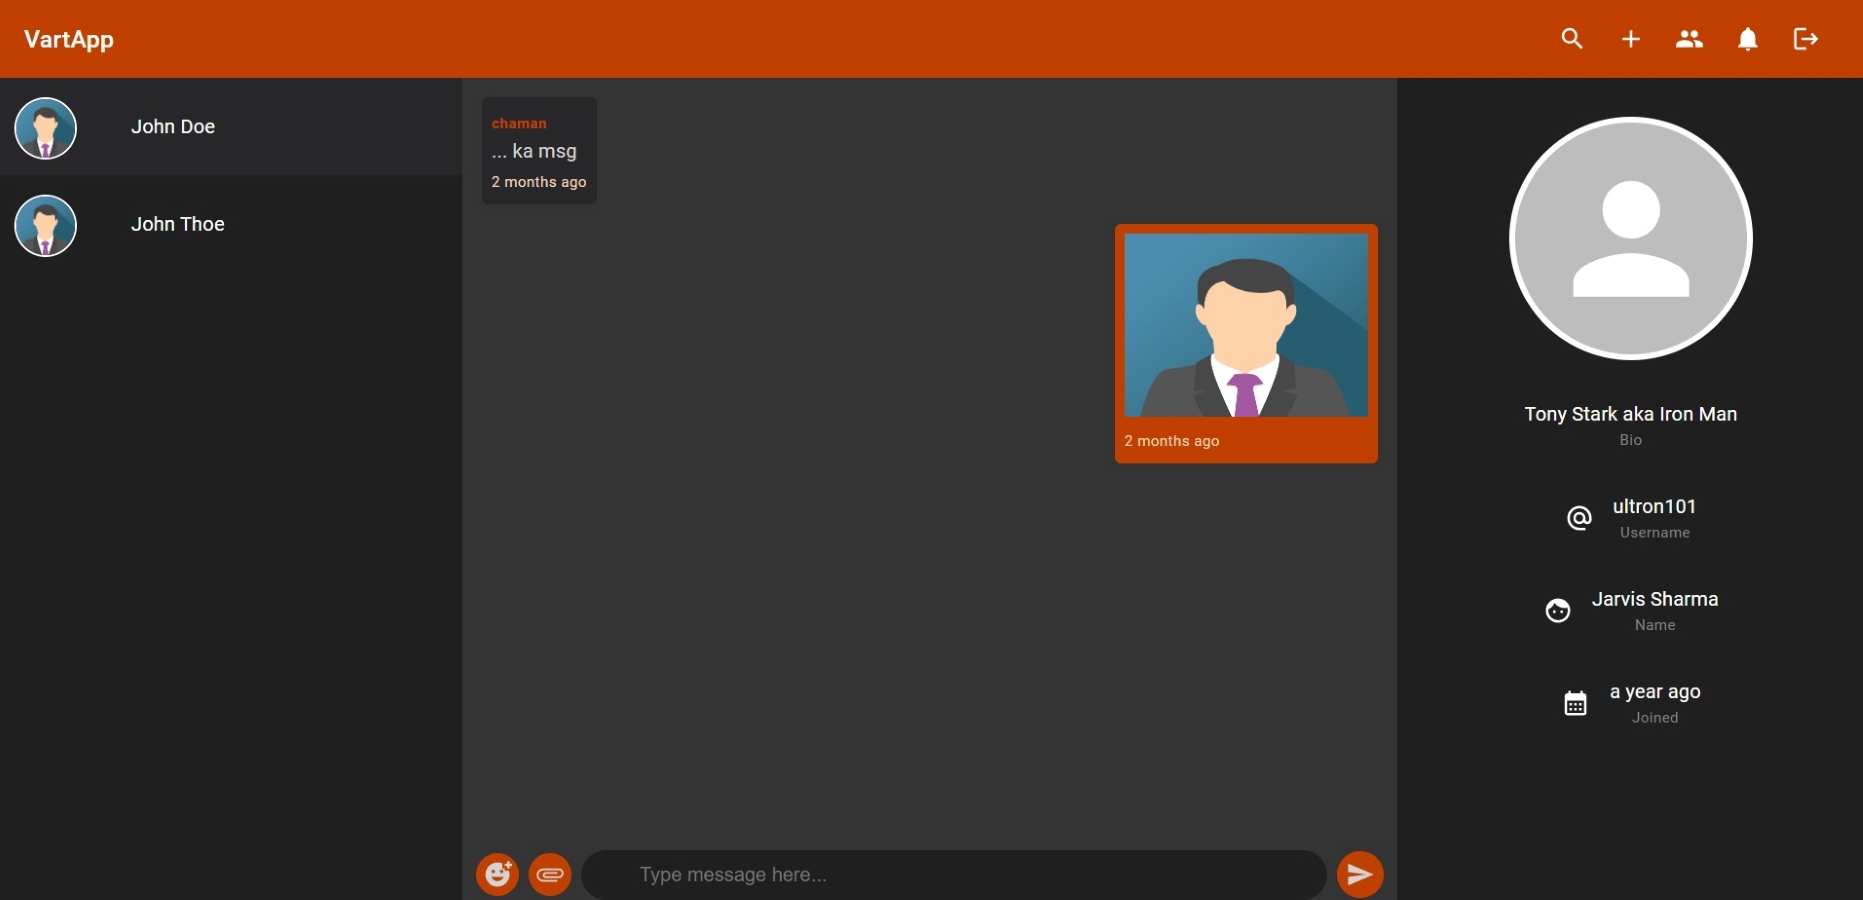 VartApp
John Doe
John Thoe
chaman
... ka msg
2 months ago
2 months ago
Type message here...
Tony Stark aka Iron Man
Bio
ultron101
Username
Jarvis Sharma
Name
a year ago
Joined